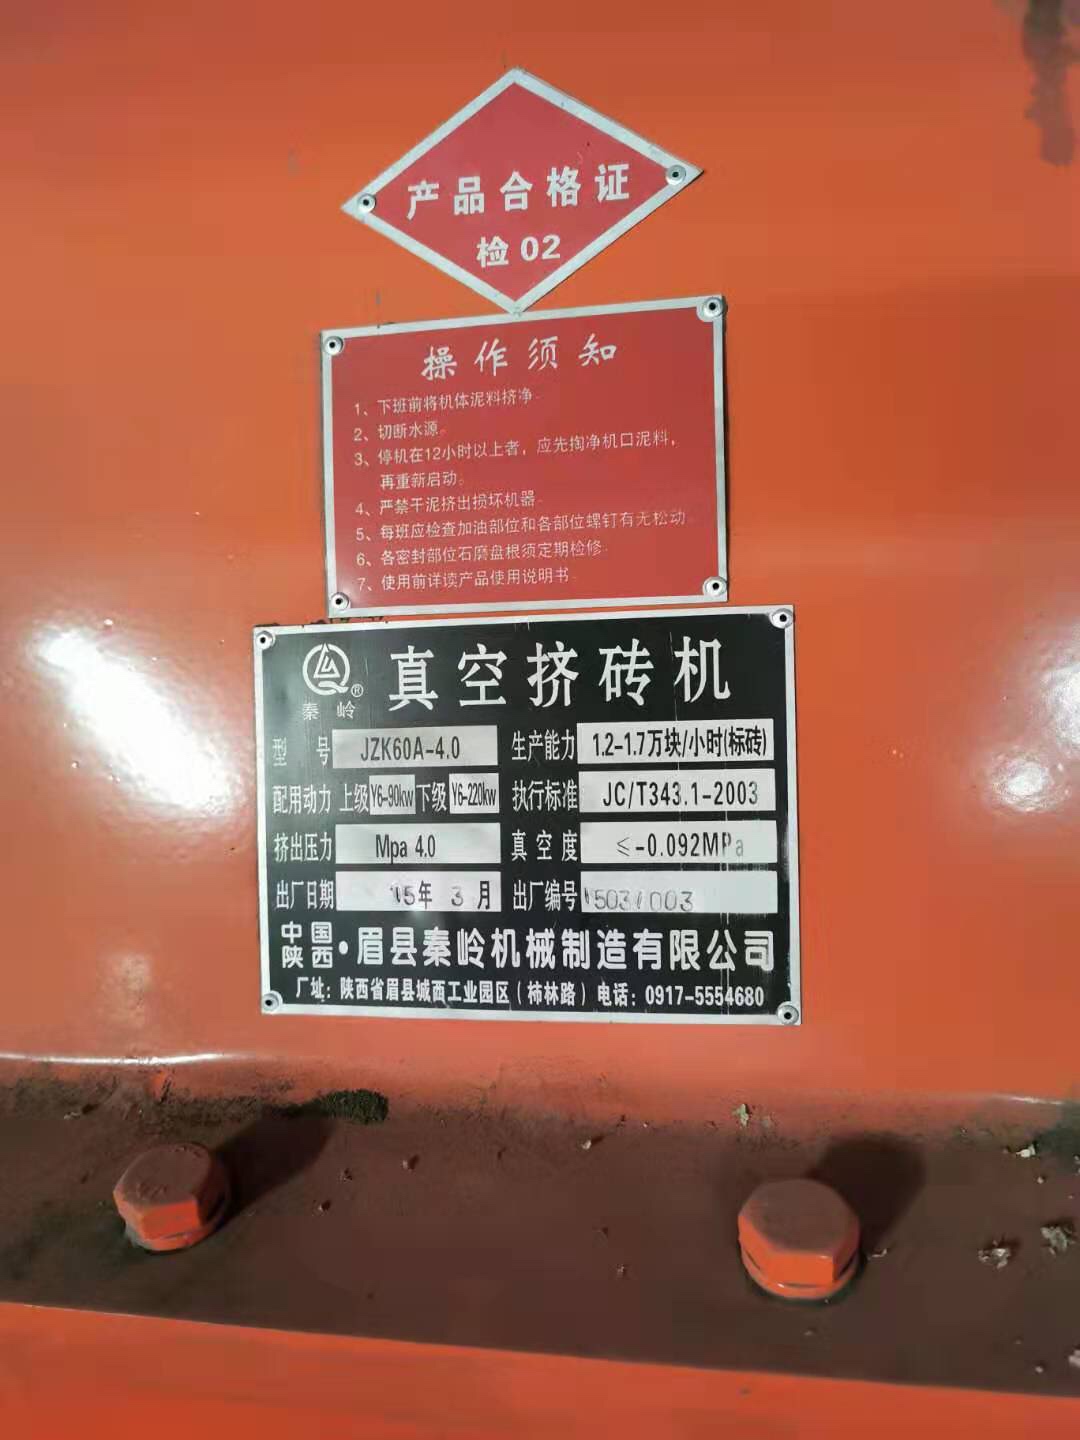 产品合格证
检 02
操作须知
1、下班前将机体泥料挤净.
2、切断水源。
3、停机在12小时以上者，应先掏净机口泥料，
再重新启动。
4、严禁干泥挤出损坏机器.
5、每班应检查加油部位和各部位螺钉有无松动.
6、各密封部位石磨盘根须定期检修.
7、使用前详读产品使用说明书.
秦岭® 真空挤砖机
型号 JZK60A-4.0 生产能力 1.2-1.7万块/小时(标砖)
配用动力 上级 Y6-90kw 下级 Y6-220kw 执行标准 JC/T343.1-2003
挤出压力 Mpa 4.0 真空度 ≤-0.092MPa
出厂日期 15年 3月 出厂编号 15031003
中国陕西·眉县秦岭机械制造有限公司
厂址：陕西省眉县城西工业园区（柿林路）电话：0917-5554680